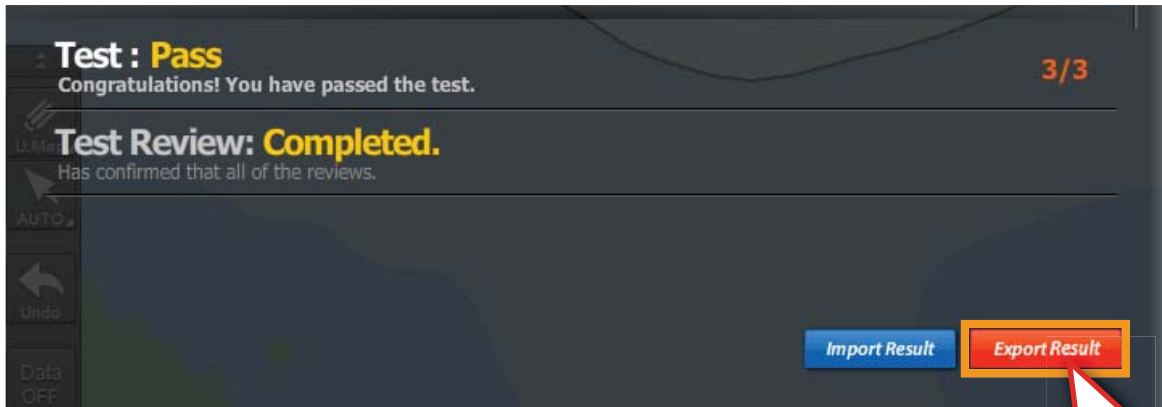 Test : Pass
Congratulations! You have passed the test.
3/3
U.Map
Test Review: Completed.
Has confirmed that all of the reviews.
AUTO
Undo
Import Result
Export Result
Data
OFF